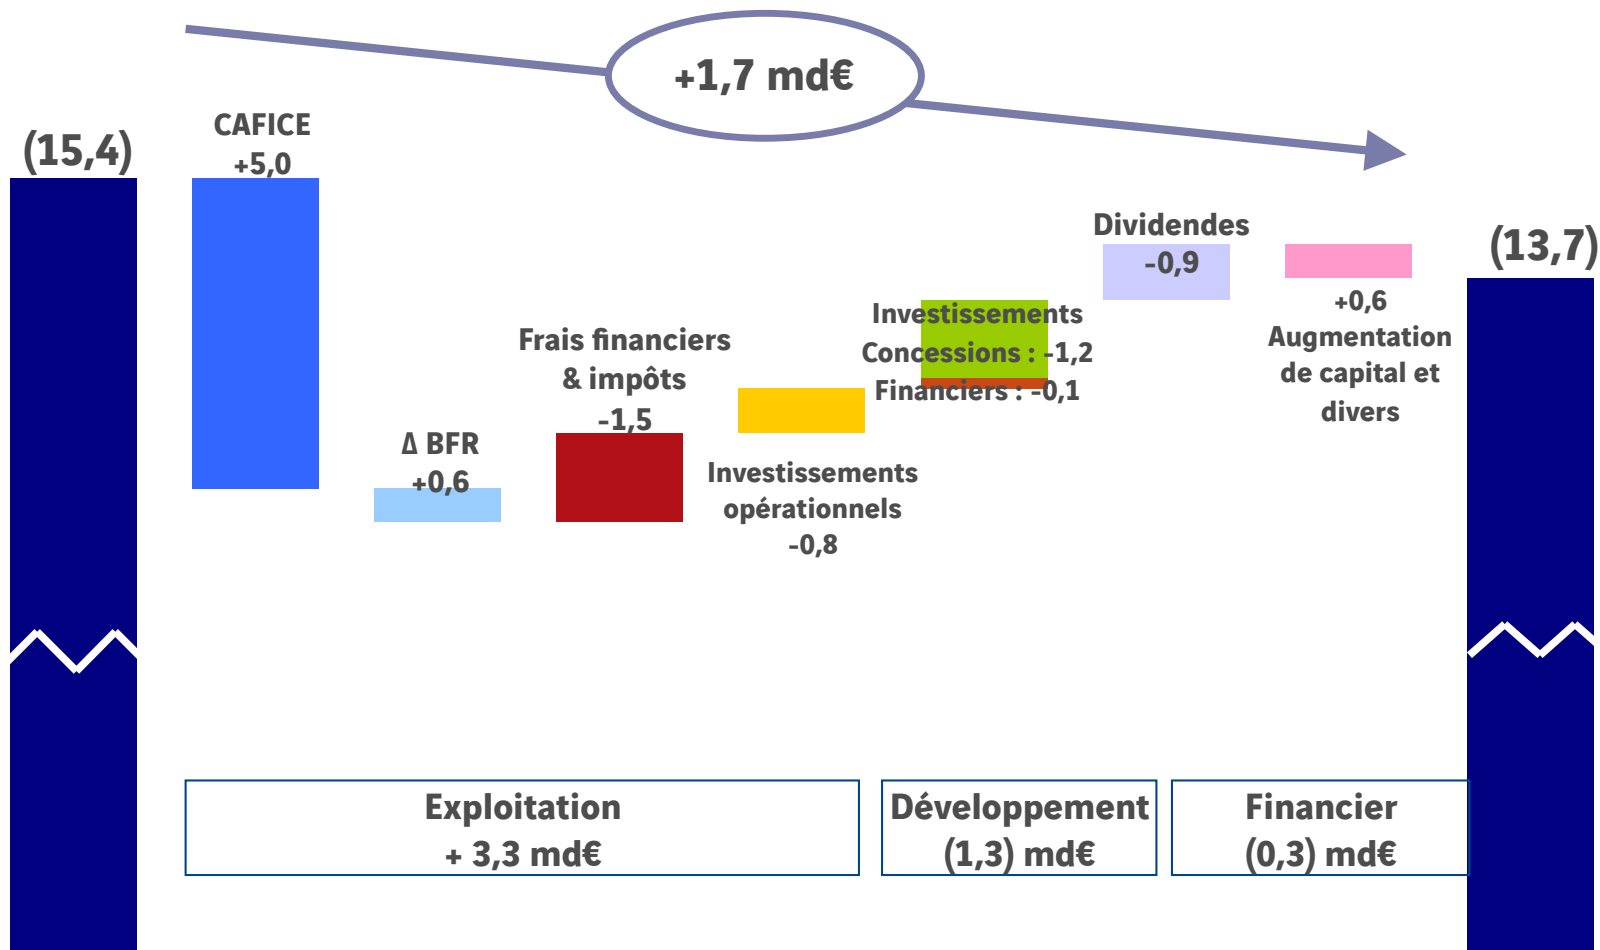 +1,7 md€
(15,4)
CAFICE
+5,0
Δ BFR
+0,6
Frais financiers
& impôts
-1,5
Investissements
opérationnels
-0,8
Investissements
Concessions : -1,2
Financiers : -0,1
Dividendes
-0,9
+0,6
Augmentation
de capital et
divers
(13,7)
Exploitation
+ 3,3 md€
Développement
(1,3) md€
Financier
(0,3) md€